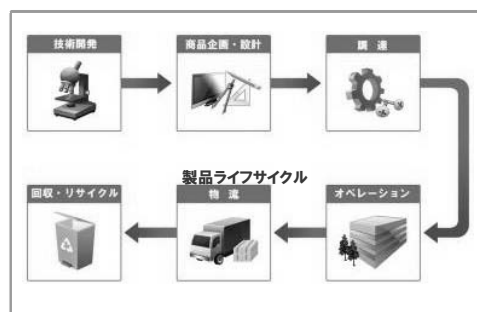 技術開発
商品企画・設計
調 達
製品ライフサイクル
回収・リサイクル
物 流
オペレーション